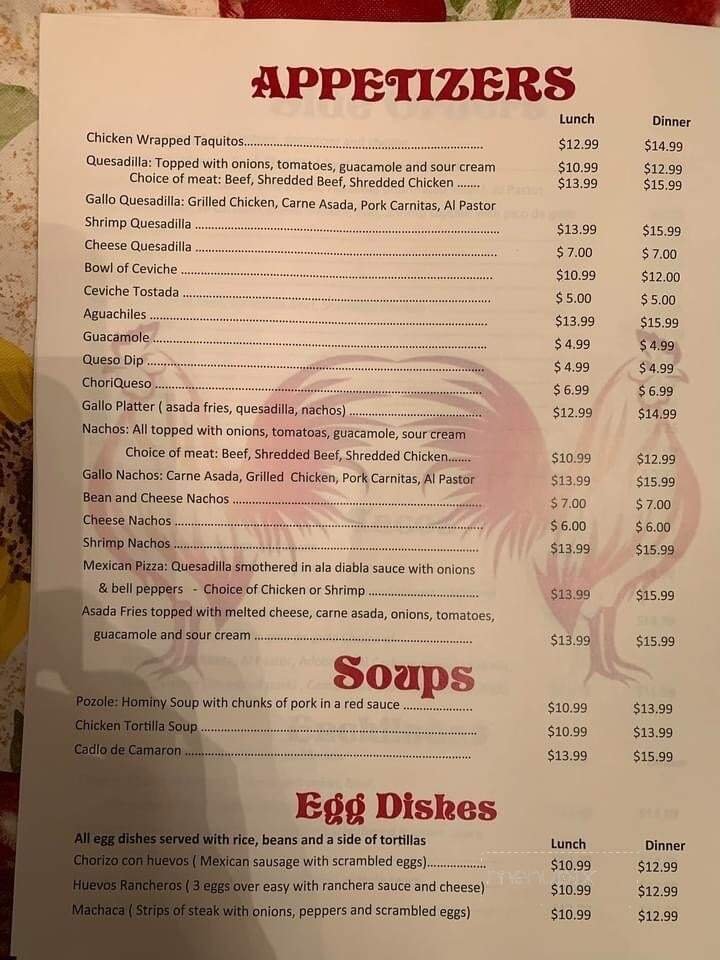 APPETIZERS
Lunch Dinner
Chicken Wrapped Taquitos $12.99 $14.99
Quesadilla: Topped with onions, tomatoes, guacamole and sour cream $10.99 $12.99
Choice of meat: Beef, Shredded Beef, Shredded Chicken ....... $13.99 $15.99
Gallo Quesadilla: Grilled Chicken, Carne Asada, Pork Carnitas, Al Pastor
Shrimp Quesadilla $13.99 $15.99
Cheese Quesadilla $ 7.00 $ 7.00
Bowl of Ceviche $10.99 $12.00
Ceviche Tostada $ 5.00 $ 5.00
Aguachiles $13.99 $15.99
Guacamole $ 4.99 $ 4.99
Queso Dip $ 4.99 $ 4.99
ChoriQueso $ 6.99 $ 6.99
Gallo Platter ( asada fries, quesadilla, nachos) $12.99 $14.99
Nachos: All topped with onions, tomatoas, guacamole, sour cream
Choice of meat: Beef, Shredded Beef, Shredded Chicken....... $10.99 $12.99
Gallo Nachos: Carne Asada, Grilled Chicken, Pork Carnitas, Al Pastor $13.99 $15.99
Bean and Cheese Nachos $ 7.00 $ 7.00
Cheese Nachos $ 6.00 $ 6.00
Shrimp Nachos $13.99 $15.99
Mexican Pizza: Quesadilla smothered in ala diabla sauce with onions
& bell peppers - Choice of Chicken or Shrimp $13.99 $15.99
Asada Fries topped with melted cheese, carne asada, onions, tomatoes,
guacamole and sour cream $13.99 $15.99
Soups
Pozole: Hominy Soup with chunks of pork in a red sauce $10.99 $13.99
Chicken Tortilla Soup $10.99 $13.99
Cadlo de Camaron $13.99 $15.99
Egg Dishes
All egg dishes served with rice, beans and a side of tortillas Lunch Dinner
Chorizo con huevos ( Mexican sausage with scrambled eggs) $10.99 $12.99
Huevos Rancheros ( 3 eggs over easy with ranchera sauce and cheese) $10.99 $12.99
Machaca ( Strips of steak with onions, peppers and scrambled eggs) $10.99 $12.99